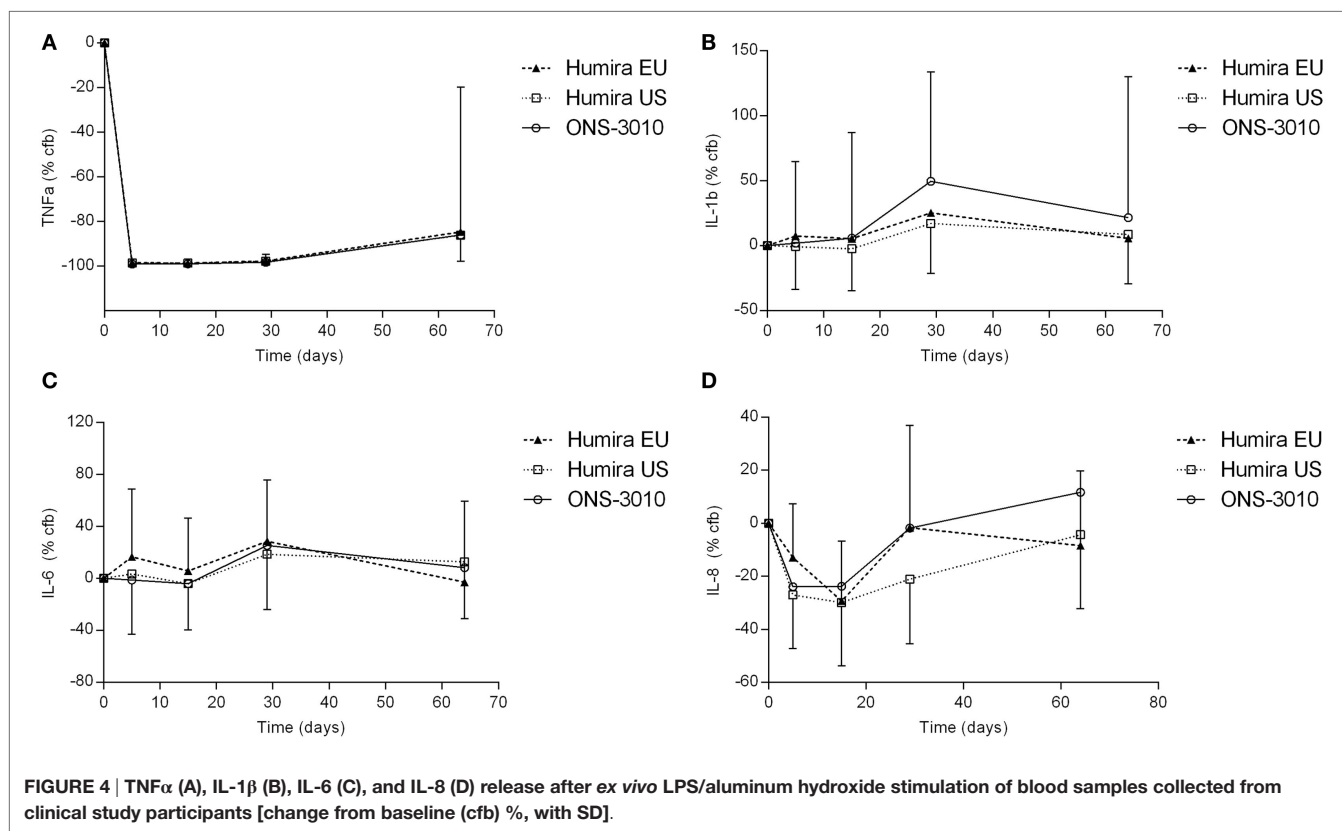 A
0
-20
-40
-60
-80
-100
TNFa (% cfb)
0 10 20 30 40 50 60 70
Time (days)
Humira EU
Humira US
ONS-3010
B
150
100
50
0
-50
IL-1b (% cfb)
0 10 20 30 40 50 60 70
Time (days)
Humira EU
Humira US
ONS-3010
C
120
80
40
0
-40
-80
IL-6 (% cfb)
0 10 20 30 40 50 60 70
Time (days)
Humira EU
Humira US
ONS-3010
D
40
20
0
-20
-40
-60
IL-8 (% cfb)
0 20 40 60 80
Time (days)
Humira EU
Humira US
ONS-3010
FIGURE 4 | TNFα (A), IL-1β (B), IL-6 (C), and IL-8 (D) release after ex vivo LPS/aluminum hydroxide stimulation of blood samples collected from
clinical study participants [change from baseline (cfb) %, with SD].